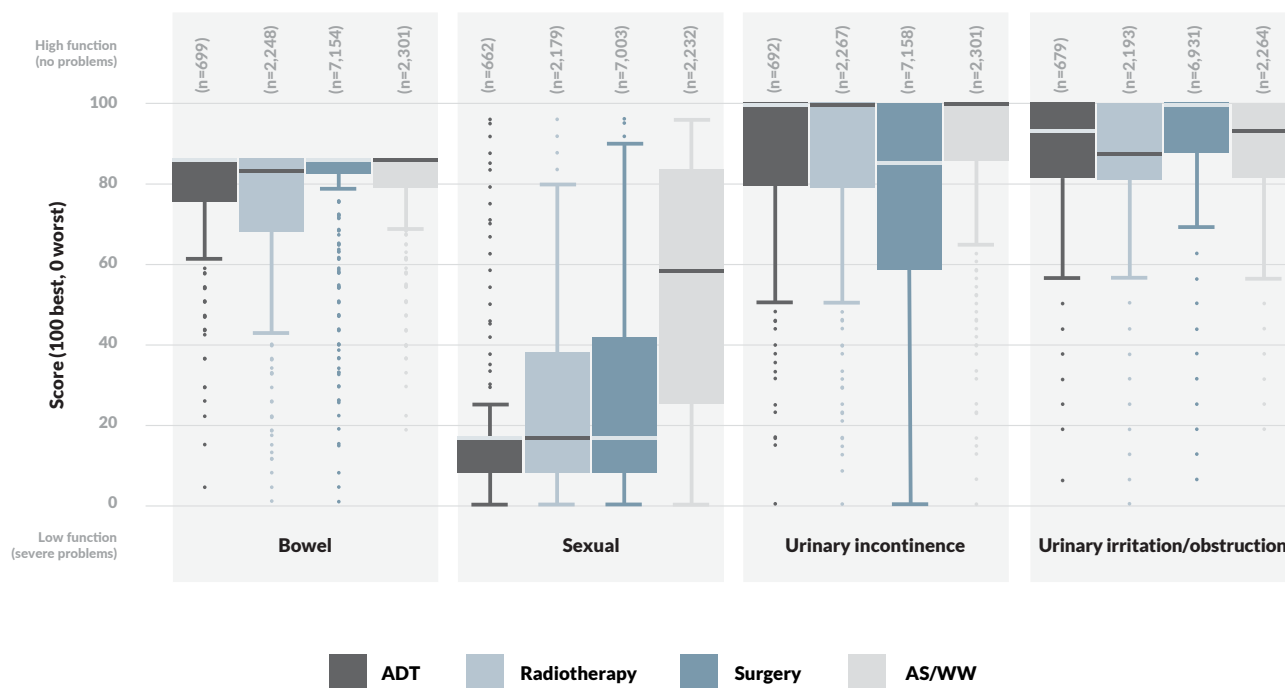 High function
(no problems)
(n=699)
(n=2,248)
(n=7,154)
(n=2,301)
(n=662)
(n=2,179)
(n=7,003)
(n=2,232)
(n=692)
(n=2,267)
(n=7,158)
(n=2,301)
(n=679)
(n=2,193)
(n=6,931)
(n=2,264)
100
80
60
40
20
0
Score (100 best, 0 worst)
Low function
(severe problems)
Bowel
Sexual
Urinary incontinence
Urinary irritation/obstruction
ADT
Radiotherapy
Surgery
AS/WW